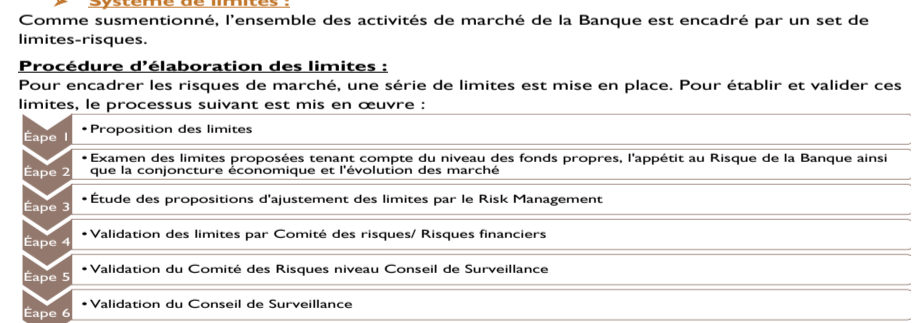 ➤ Système de limites :
Comme susmentionné, l’ensemble des activités de marché de la Banque est encadré par un set de
limites-risques.
Procédure d’élaboration des limites :
Pour encadrer les risques de marché, une série de limites est mise en place. Pour établir et valider ces
limites, le processus suivant est mis en œuvre :
Éape 1
• Proposition des limites
Éape 2
• Examen des limites proposées tenant compte du niveau des fonds propres, l'appétit au Risque de la Banque ainsi
que la conjoncture économique et l'évolution des marché
Éape 3
• Étude des propositions d'ajustement des limites par le Risk Management
Éape 4
• Validation des limites par Comité des risques/ Risques financiers
Éape 5
• Validation du Comité des Risques niveau Conseil de Surveillance
Éape 6
• Validation du Conseil de Surveillance